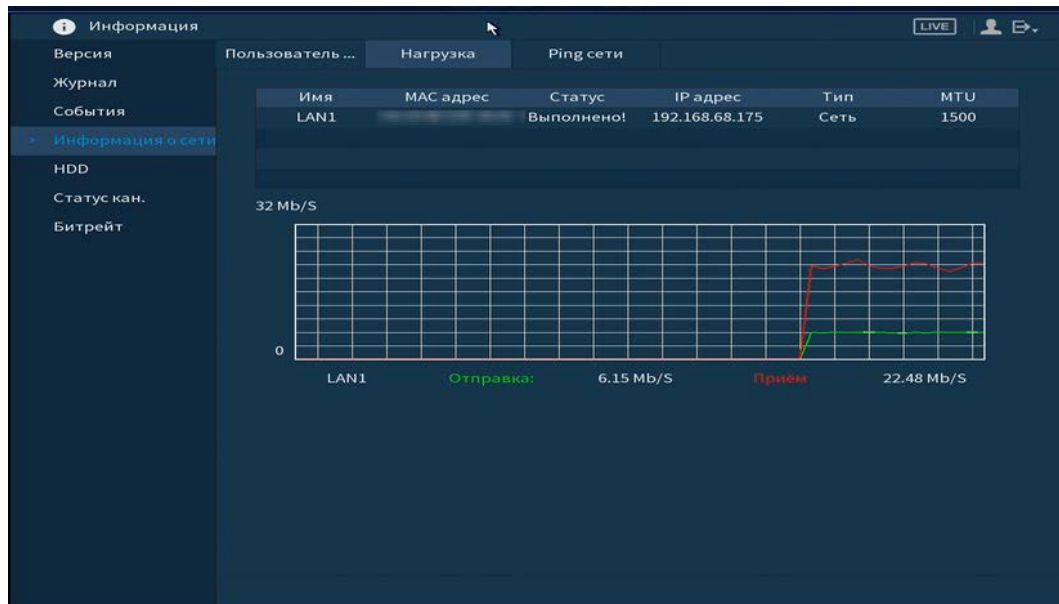 Информация LIVE
Версия
Журнал
События
Информация о сети
HDD
Статус кан.
Битрейт
Пользователь ... Нагрузка Ping сети
Имя MAC адрес Статус IP адрес Тип MTU
LAN1 Выполнено! 192.168.68.175 Сеть 1500
32 Mb/S
0
LAN1 Отправка: 6.15 Mb/S Приём 22.48 Mb/S